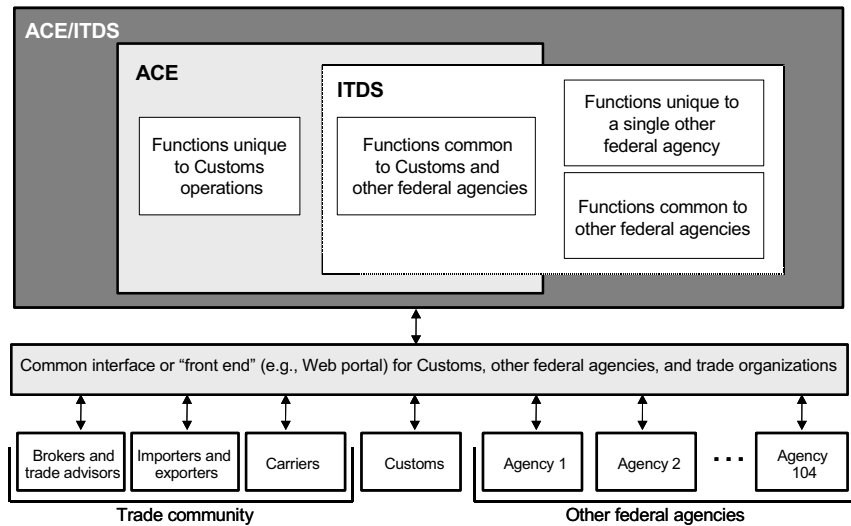 ACE/ITDS
ACE
ITDS
Functions unique
to Customs
operations
Functions common
to Customs and
other federal agencies
Functions unique to
a single other
federal agency
Functions common to
other federal agencies
Common interface or “front end” (e.g., Web portal) for Customs, other federal agencies, and trade organizations
Brokers and
trade advisors
Importers and
exporters
Carriers
Customs
Agency 1
Agency 2
...
Agency
104
Trade community
Other federal agencies